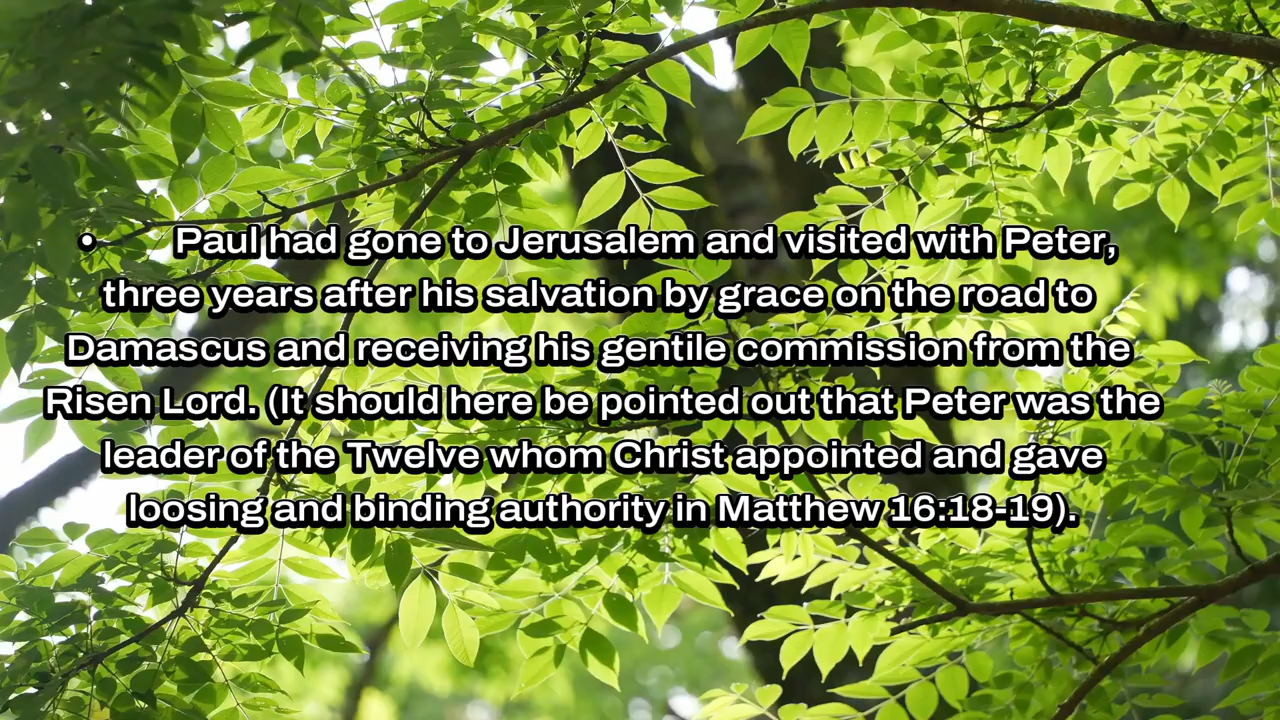 • Paul had gone to Jerusalem and visited with Peter,
three years after his salvation by grace on the road to
Damascus and receiving his gentile commission from the
Risen Lord. (It should here be pointed out that Peter was the
leader of the Twelve whom Christ appointed and gave
loosing and binding authority in Matthew 16:18-19).